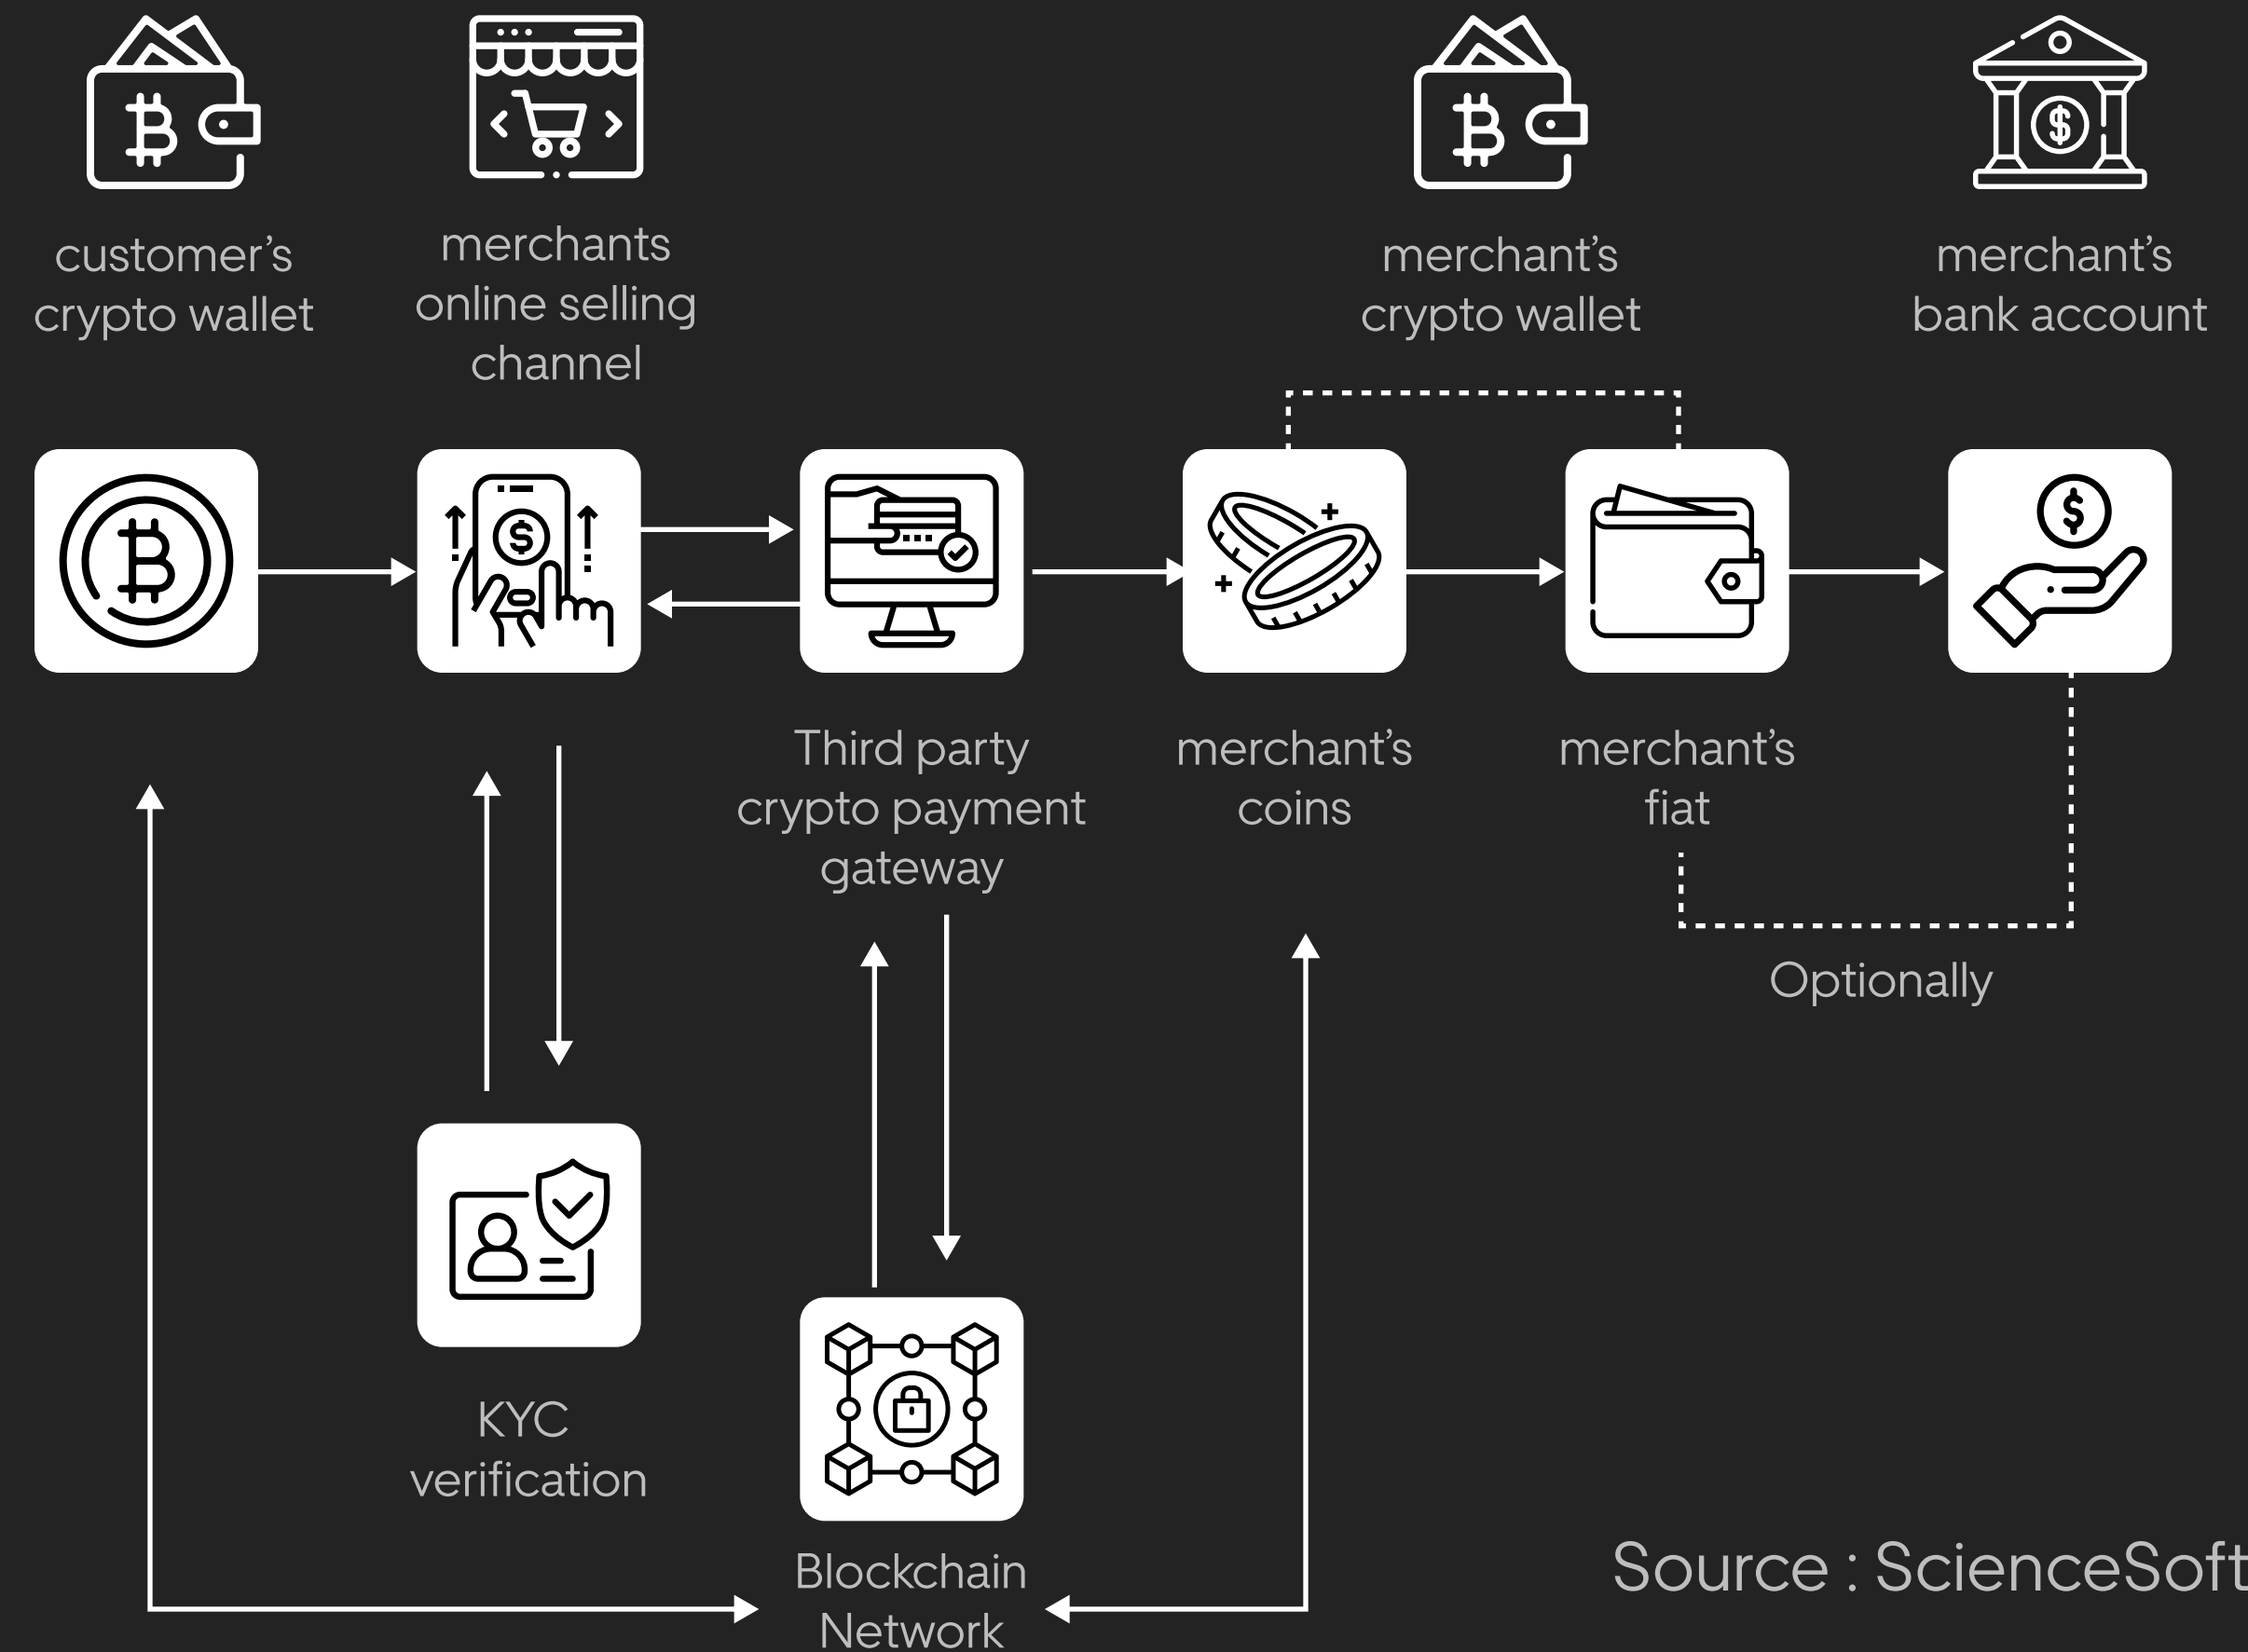 customer’s
crypto wallet
merchants
online selling
channel
merchant’s
crypto wallet
merchant’s
bank account
Third party
crypto payment
gateway
merchant’s
coins
merchant’s
fiat
Optionally
KYC
verification
Blockchain
Network
Source : ScienceSoft